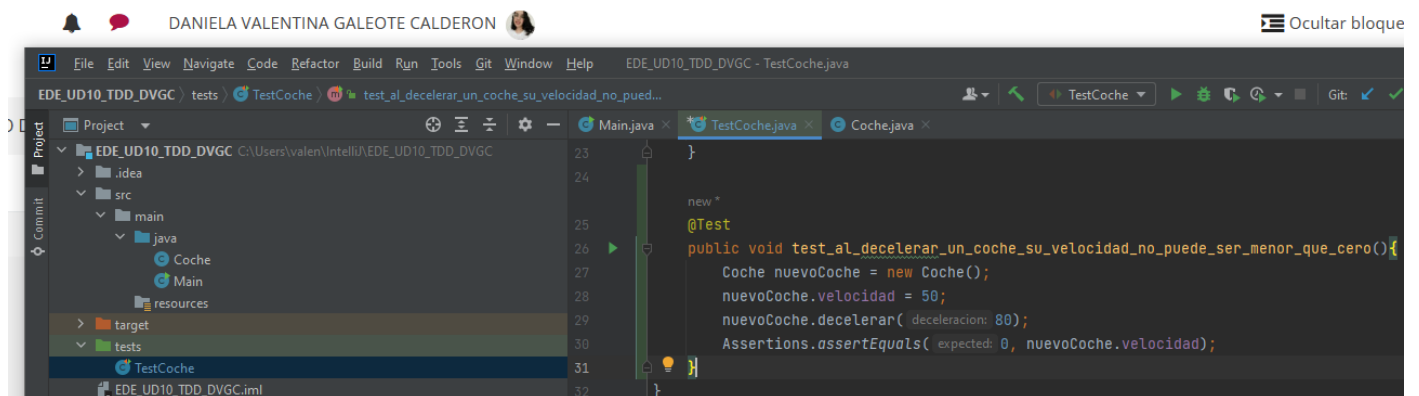 DANIELA VALENTINA GALEOTE CALDERON
Ocultar bloque
IJ File Edit View Navigate Code Refactor Build Run Tools Git Window Help EDE_UD10_TDD_DVGC - TestCoche.java
EDE_UD10_TDD_DVGC tests TestCoche test_al_decelerar_un_coche_su_velocidad_no_pued... TestCoche Git:
Project
Commit
Project
EDE_UD10_TDD_DVGC C:\Users\valen\IntelliJ\EDE_UD10_TDD_DVGC
.idea
src
main
java
Coche
Main
resources
target
tests
TestCoche
EDE_UD10_TDD_DVGC.iml
Main.java TestCoche.java Coche.java
23 }
24
new *
25 @Test
26 public void test_al_decelerar_un_coche_su_velocidad_no_puede_ser_menor_que_cero(){
27 Coche nuevoCoche = new Coche();
28 nuevoCoche.velocidad = 50;
29 nuevoCoche.decelerar( deceleracion: 80);
30 Assertions.assertEquals( expected: 0, nuevoCoche.velocidad);
31 }
32 }